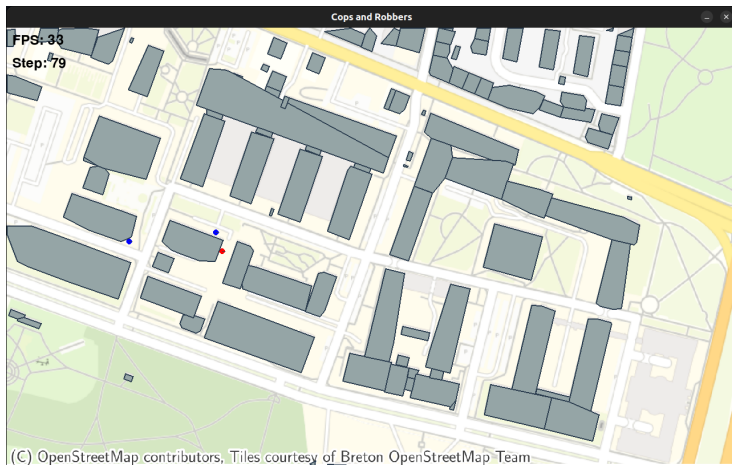 Cops and Robbers
FPS: 33
Step: 79
(C) OpenStreetMap contributors, Tiles courtesy of Breton OpenStreetMap Team